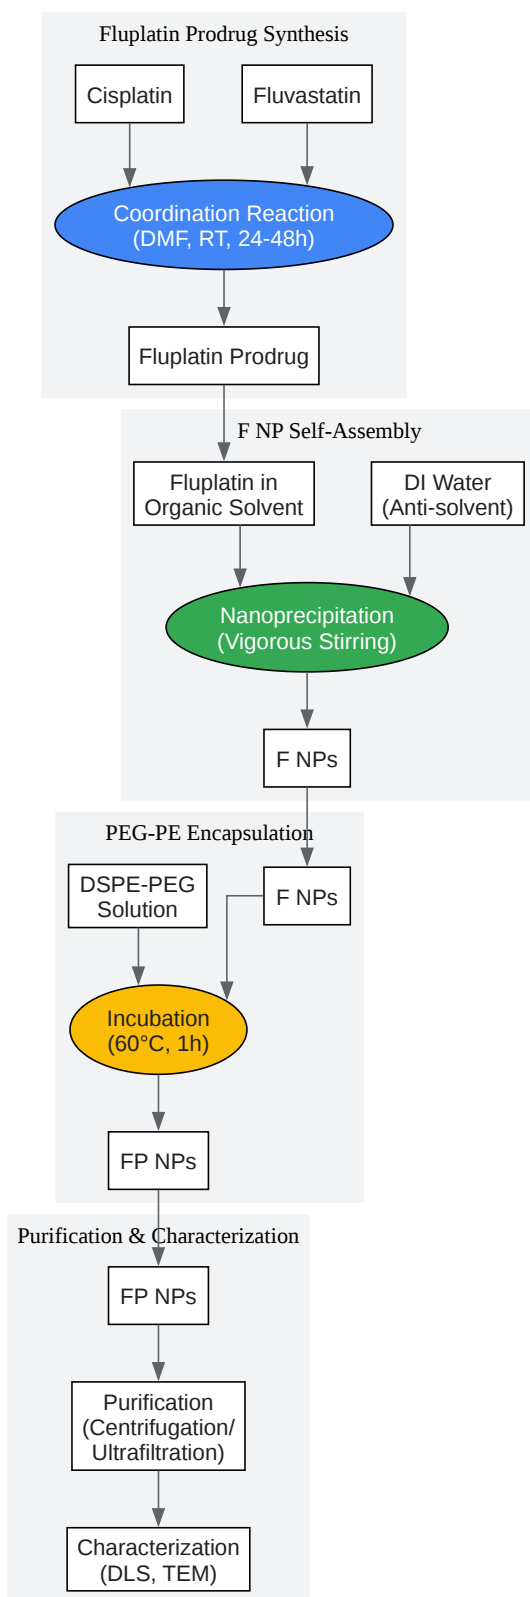 Fluplatin Prodrug Synthesis
Cisplatin
Fluvastatin
Coordination Reaction
(DMF, RT, 24-48h)
Fluplatin Prodrug
F NP Self-Assembly
Fluplatin in
Organic Solvent
DI Water
(Anti-solvent)
Nanoprecipitation
(Vigorous Stirring)
F NPs
PEG-PE Encapsulation
DSPE-PEG
Solution
F NPs
Incubation
(60°C, 1h)
FP NPs
Purification & Characterization
FP NPs
Purification
(Centrifugation/
Ultrafiltration)
Characterization
(DLS, TEM)